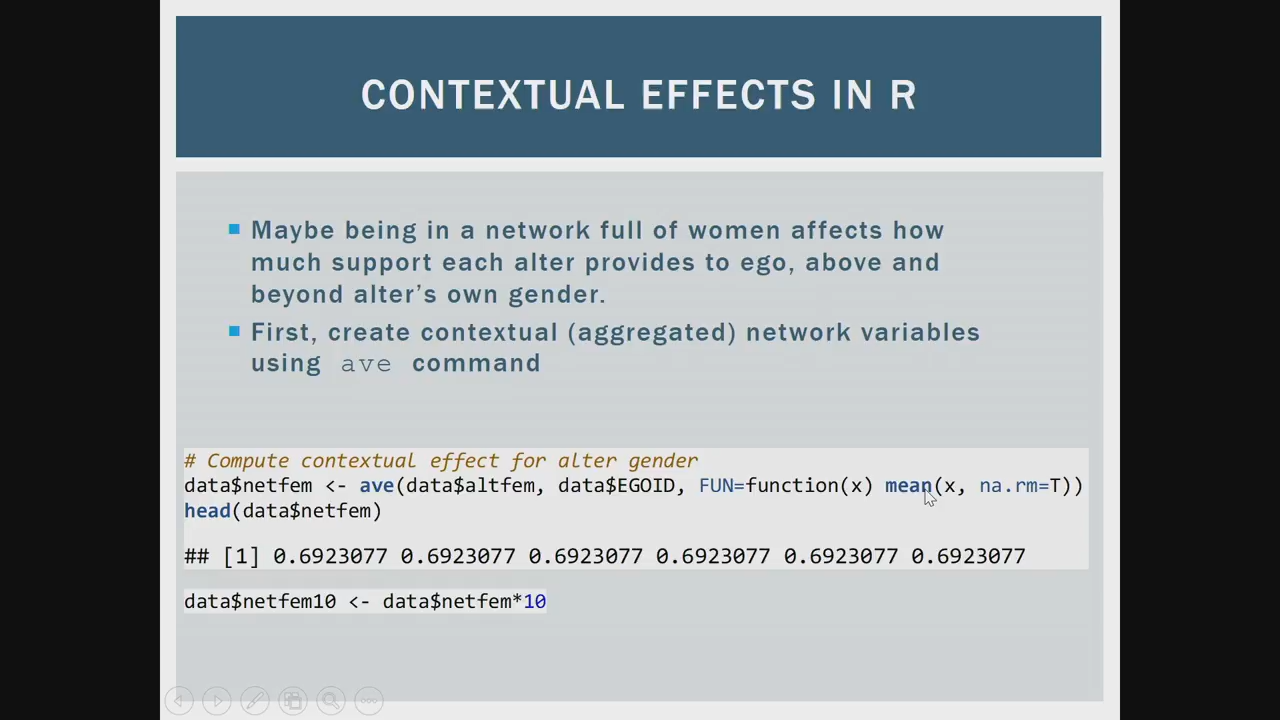 CONTEXTUAL EFFECTS IN R
Maybe being in a network full of women affects how
much support each alter provides to ego, above and
beyond alter's own gender.
First, create contextual (aggregated) network variables
using ave command
# Compute contextual effect for alter gender
data$netfem <- ave(data$altfem, data$EGOID, FUN=function(x) mean(x, na.rm=T))
head(data$netfem)
## [1] 0.6923077 0.6923077 0.6923077 0.6923077 0.6923077 0.6923077
data$netfem10 <- data$netfem*10